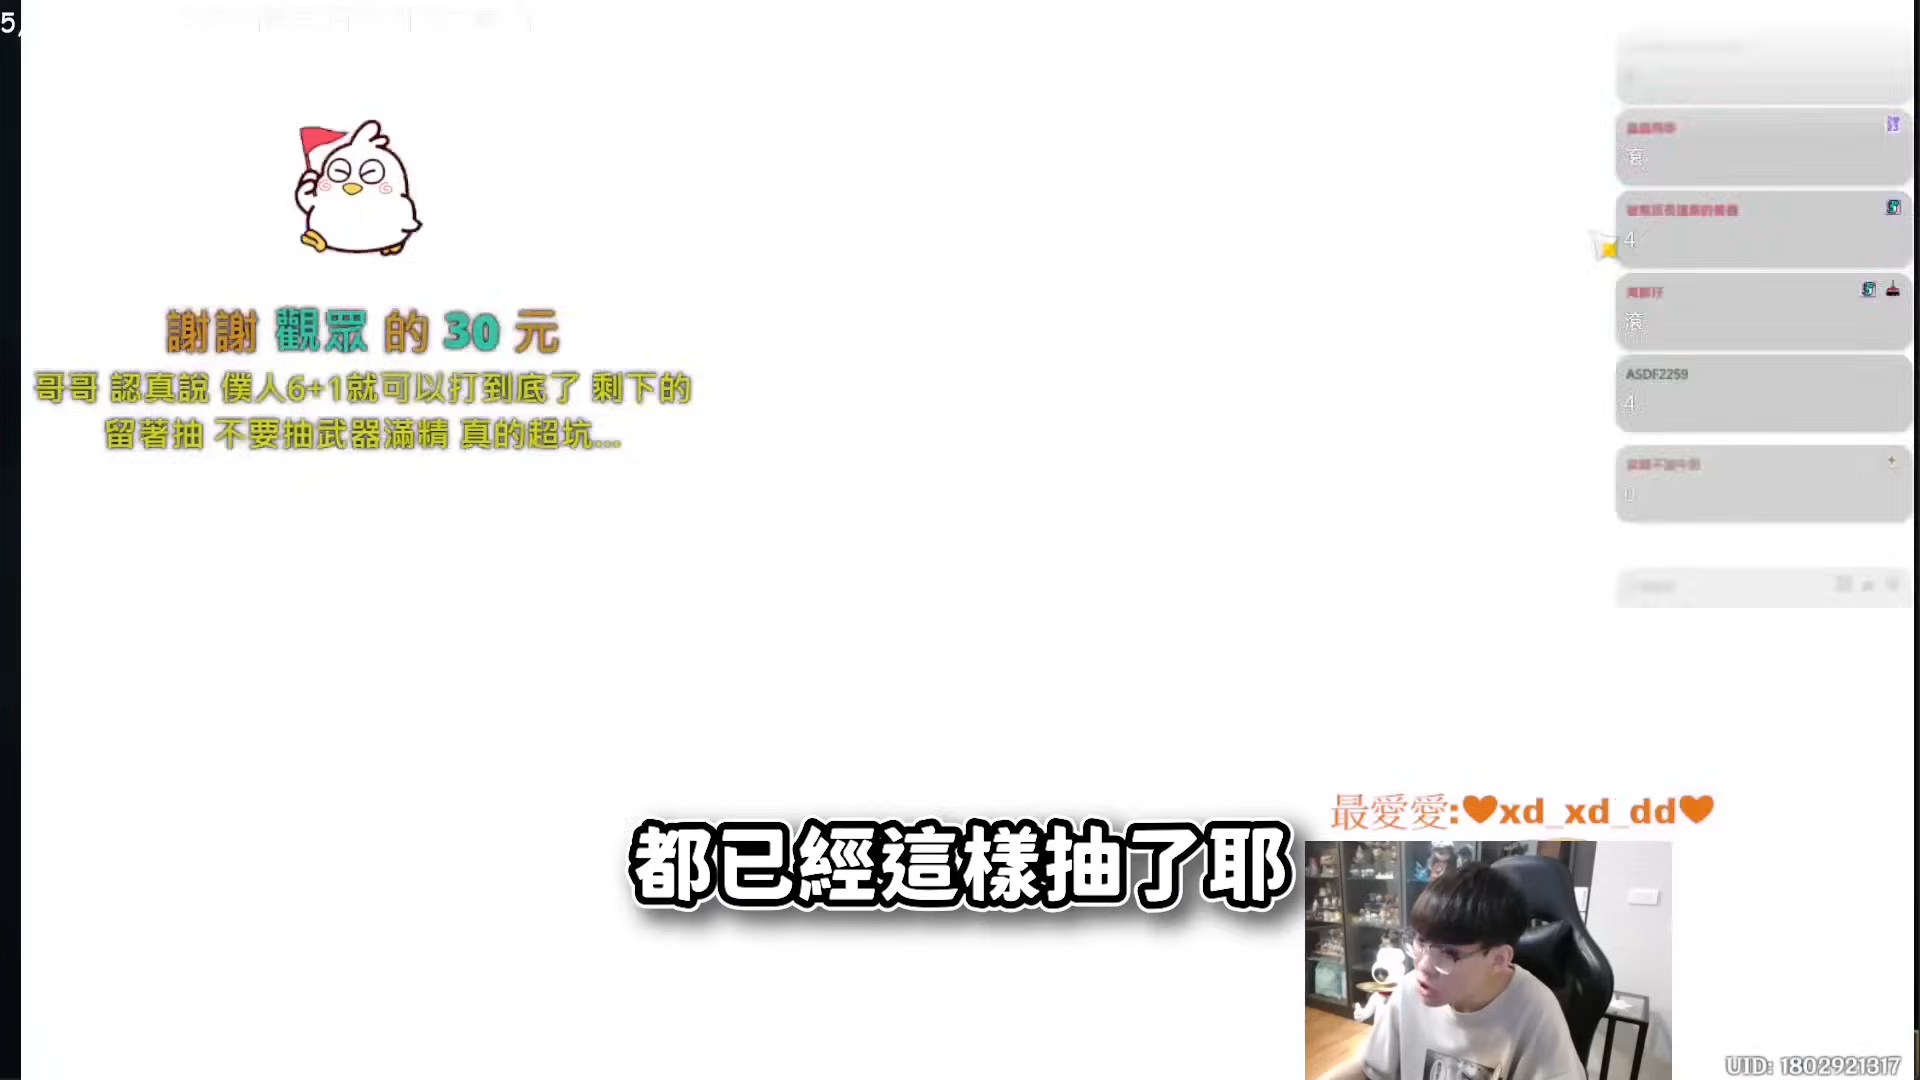 5,
謝謝 觀眾 的 30 元
哥哥 認真說 僕人6+1就可以打到底了 剩下的
留著抽 不要抽武器滿精 真的超坑...
滾
4
滾
ASDF2259
4
0
最愛愛:♥xd_xd_dd♥
都已經這樣抽了耶
UID: 1802921317